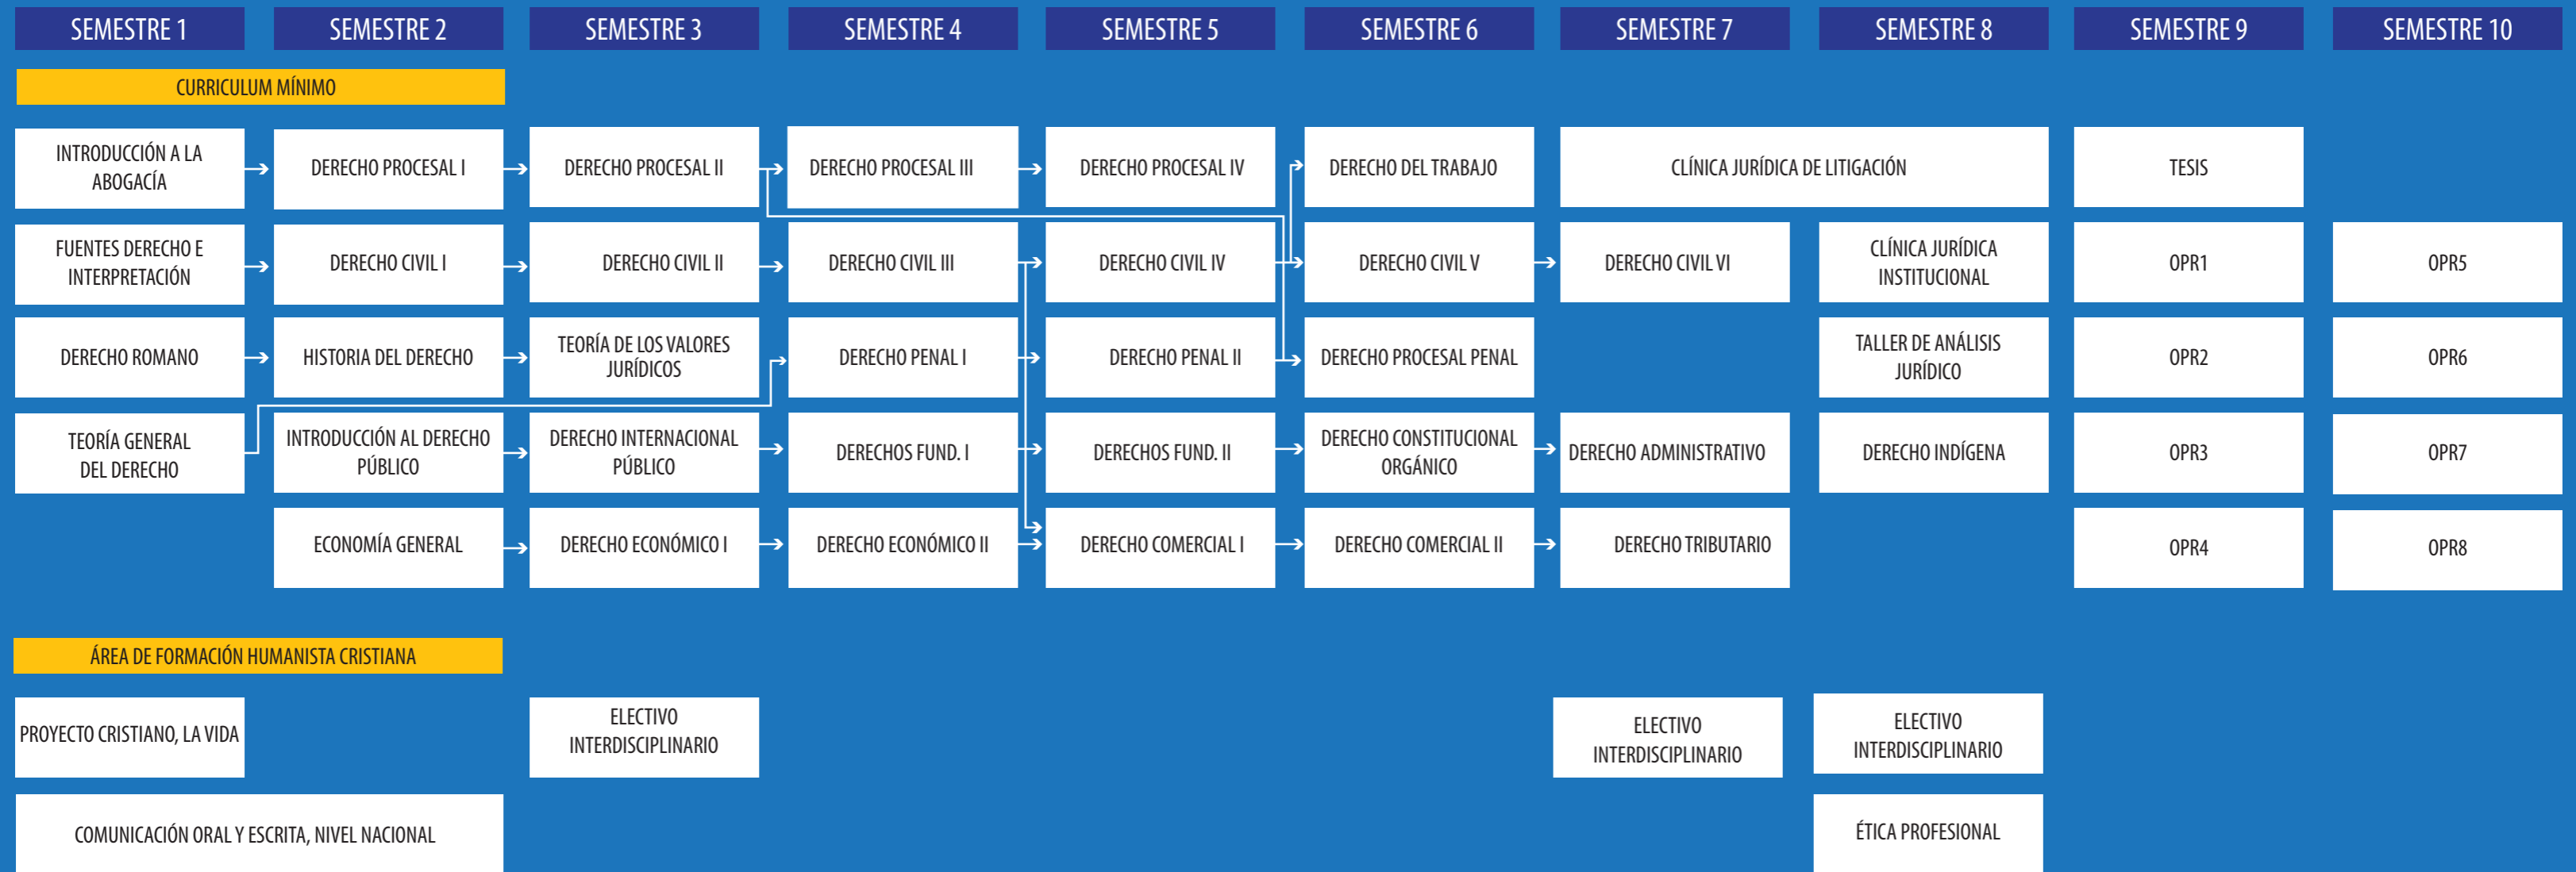 SEMESTRE 1
SEMESTRE 2
SEMESTRE 3
SEMESTRE 4
SEMESTRE 5
SEMESTRE 6
SEMESTRE 7
SEMESTRE 8
SEMESTRE 9
SEMESTRE 10
CURRICULUM MÍNIMO
INTRODUCCIÓN A LA
ABOGACÍA
DERECHO PROCESAL I
DERECHO PROCESAL II
DERECHO PROCESAL III
DERECHO PROCESAL IV
DERECHO DEL TRABAJO
CLÍNICA JURÍDICA DE LITIGACIÓN
TESIS
FUENTES DERECHO E
INTERPRETACIÓN
DERECHO CIVIL I
DERECHO CIVIL II
DERECHO CIVIL III
DERECHO CIVIL IV
DERECHO CIVIL V
DERECHO CIVIL VI
CLÍNICA JURÍDICA
INSTITUCIONAL
OPR1
OPR5
DERECHO ROMANO
HISTORIA DEL DERECHO
TEORÍA DE LOS VALORES
JURÍDICOS
DERECHO PENAL I
DERECHO PENAL II
DERECHO PROCESAL PENAL
TALLER DE ANÁLISIS
JURÍDICO
OPR2
OPR6
TEORÍA GENERAL
DEL DERECHO
INTRODUCCIÓN AL DERECHO
PÚBLICO
DERECHO INTERNACIONAL
PÚBLICO
DERECHOS FUND. I
DERECHOS FUND. II
DERECHO CONSTITUCIONAL
ORGÁNICO
DERECHO ADMINISTRATIVO
DERECHO INDÍGENA
OPR3
OPR7
ECONOMÍA GENERAL
DERECHO ECONÓMICO I
DERECHO ECONÓMICO II
DERECHO COMERCIAL I
DERECHO COMERCIAL II
DERECHO TRIBUTARIO
OPR4
OPR8
ÁREA DE FORMACIÓN HUMANISTA CRISTIANA
PROYECTO CRISTIANO, LA VIDA
ELECTIVO
INTERDISCIPLINARIO
ELECTIVO
INTERDISCIPLINARIO
ELECTIVO
INTERDISCIPLINARIO
COMUNICACIÓN ORAL Y ESCRITA, NIVEL NACIONAL
ÉTICA PROFESIONAL